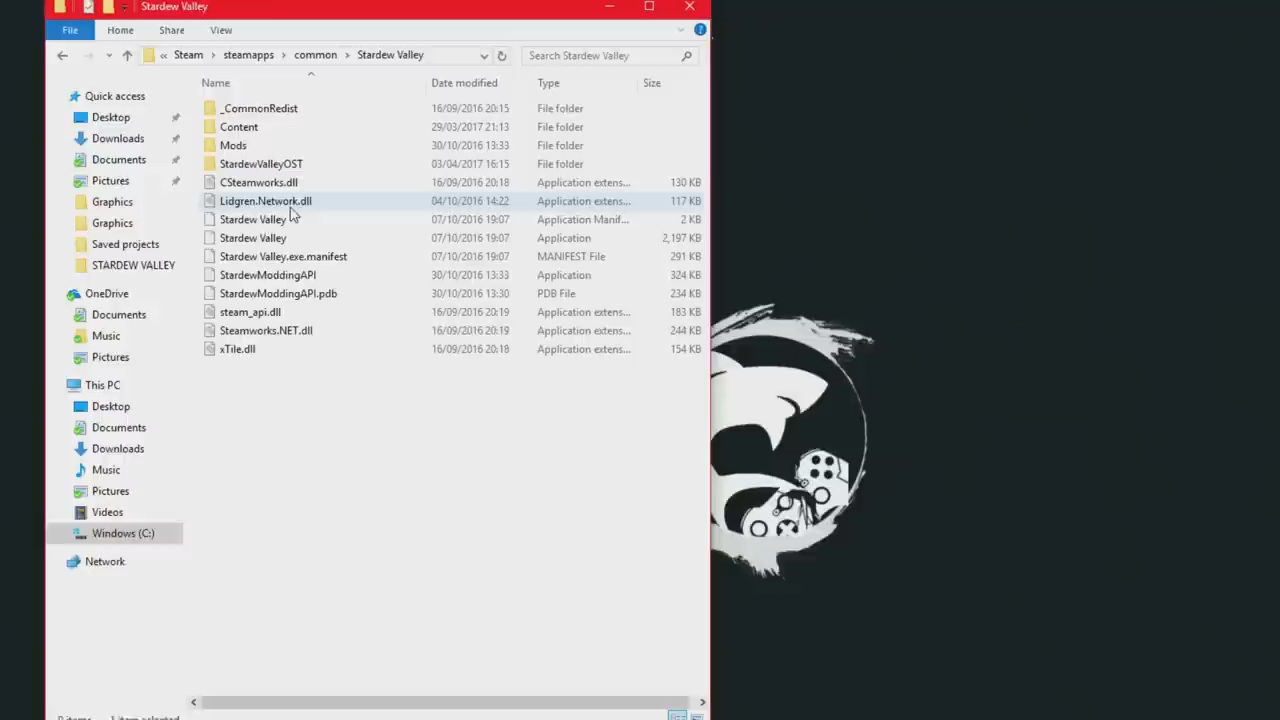 Stardew Valley
File Home Share View
« Steam steamapps common Stardew Valley Search Stardew Valley
Name Date modified Type Size
Quick access
Desktop
Downloads
Documents
Pictures
Graphics
Graphics
Saved projects
STARDEW VALLEY
OneDrive
Documents
Music
Pictures
This PC
Desktop
Documents
Downloads
Music
Pictures
Videos
Windows (C:)
Network
_CommonRedist 16/09/2016 20:15 File folder
Content 29/03/2017 21:13 File folder
Mods 30/10/2016 13:33 File folder
StardewValleyOST 03/04/2017 16:15 File folder
CSteamworks.dll 16/09/2016 20:18 Application extens... 130 KB
Lidgren.Network.dll 04/10/2016 14:22 Application extens... 117 KB
Stardew Valley 07/10/2016 19:07 Application Manif... 2 KB
Stardew Valley 07/10/2016 19:07 Application 2,197 KB
Stardew Valley.exe.manifest 07/10/2016 19:07 MANIFEST File 291 KB
StardewModdingAPI 30/10/2016 13:33 Application 324 KB
StardewModdingAPI.pdb 30/10/2016 13:30 PDB File 234 KB
steam_api.dll 16/09/2016 20:19 Application extens... 183 KB
Steamworks.NET.dll 16/09/2016 20:19 Application extens... 244 KB
xTile.dll 16/09/2016 20:18 Application extens... 154 KB